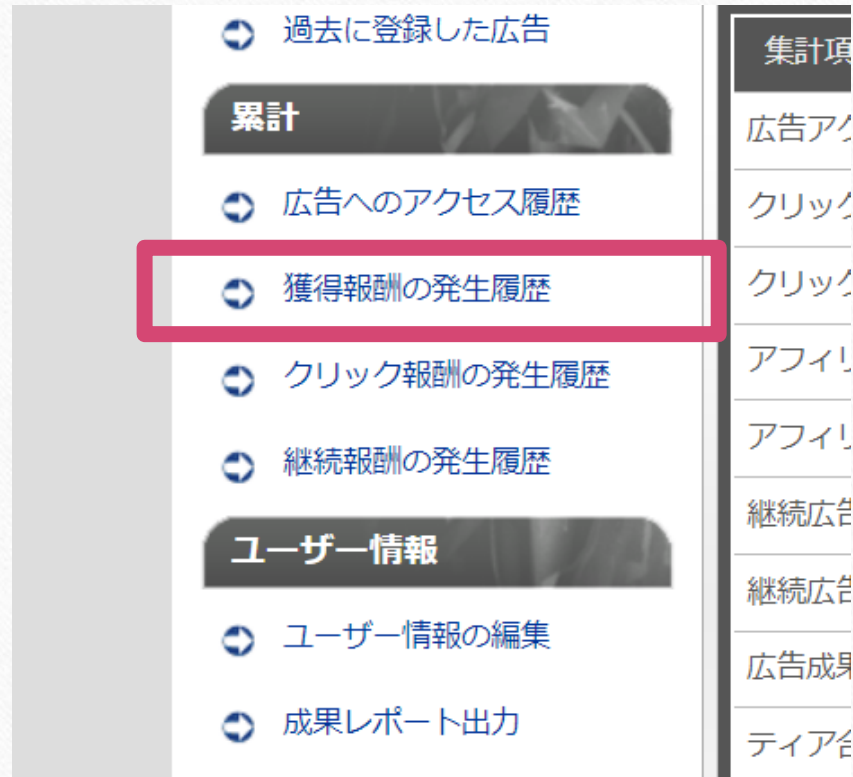 過去に登録した広告
累計
広告へのアクセス履歴
獲得報酬の発生履歴
クリック報酬の発生履歴
継続報酬の発生履歴
ユーザー情報
ユーザー情報の編集
成果レポート出力
集計項
広告アク
クリック
クリック
アフィリ
アフィリ
継続広告
継続広告
広告成果
ティア合